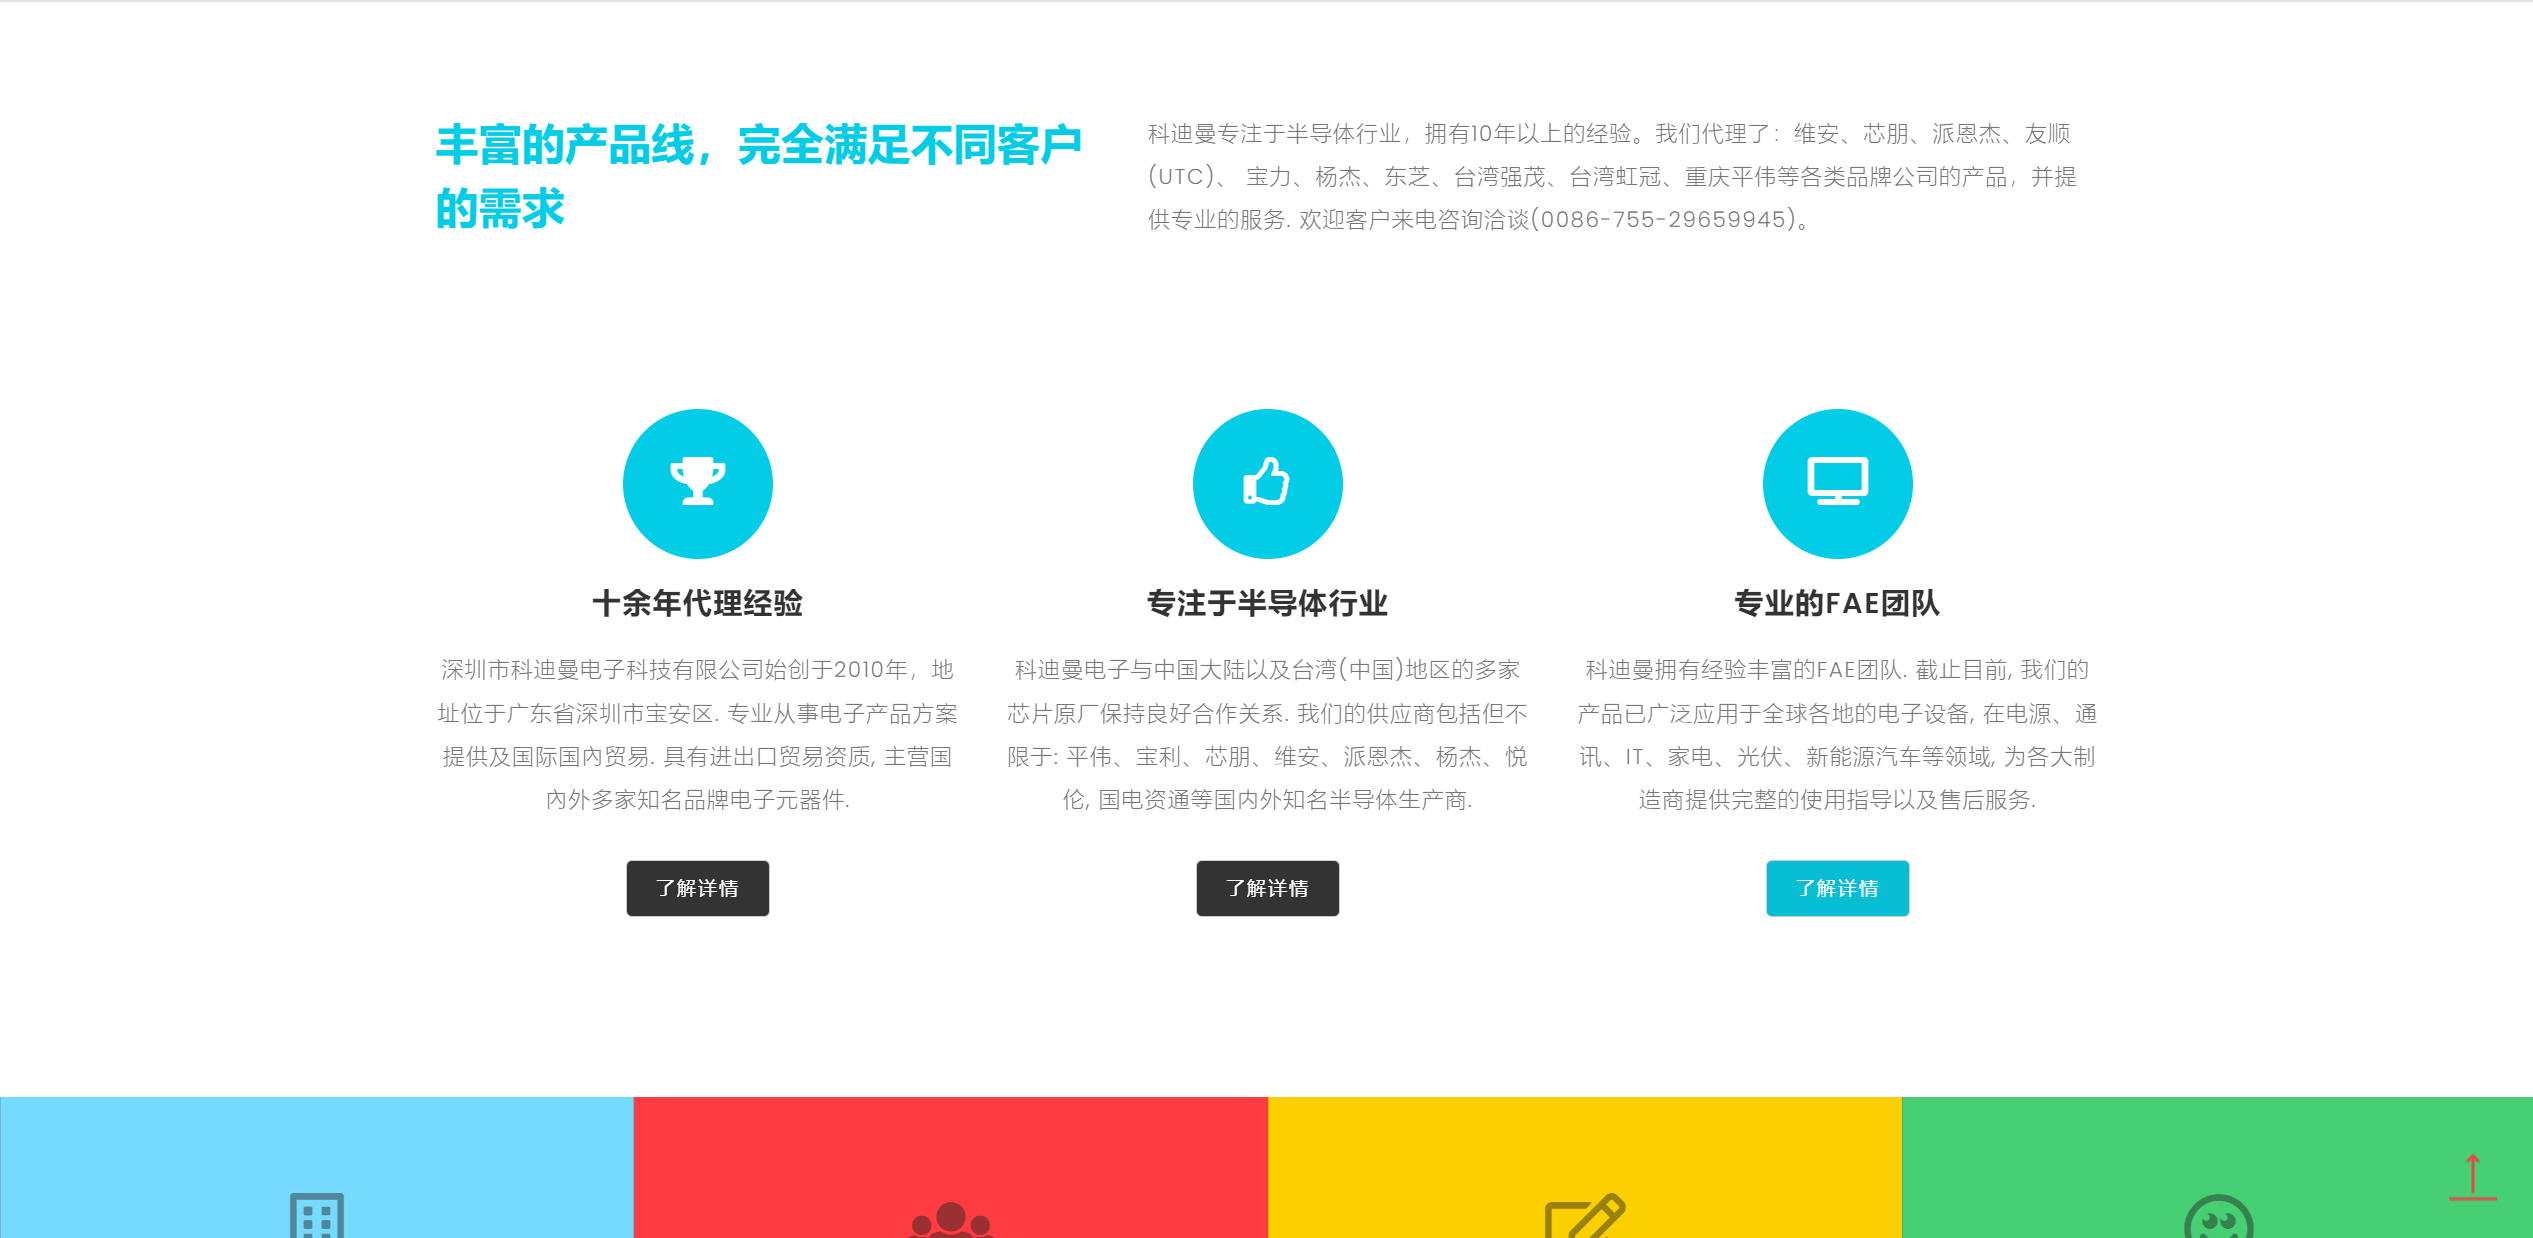 丰富的产品线，完全满足不同客户
的需求
科迪曼专注于半导体行业，拥有10年以上的经验。我们代理了：维安、芯朋、派恩杰、友顺
(UTC)、 宝力、杨杰、东芝、台湾强茂、台湾虹冠、重庆平伟等各类品牌公司的产品，并提
供专业的服务. 欢迎客户来电咨询洽谈(0086-755-29659945)。
十余年代理经验
深圳市科迪曼电子科技有限公司始创于2010年，地
址位于广东省深圳市宝安区. 专业从事电子产品方案
提供及国际国內贸易. 具有进出口贸易资质, 主营国
內外多家知名品牌电子元器件.
了解详情
专注于半导体行业
科迪曼电子与中国大陆以及台湾(中国)地区的多家
芯片原厂保持良好合作关系. 我们的供应商包括但不
限于: 平伟、宝利、芯朋、维安、派恩杰、杨杰、悦
伦, 国电资通等国内外知名半导体生产商.
了解详情
专业的FAE团队
科迪曼拥有经验丰富的FAE团队. 截止目前, 我们的
产品已广泛应用于全球各地的电子设备, 在电源、通
讯、IT、家电、光伏、新能源汽车等领域, 为各大制
造商提供完整的使用指导以及售后服务.
了解详情